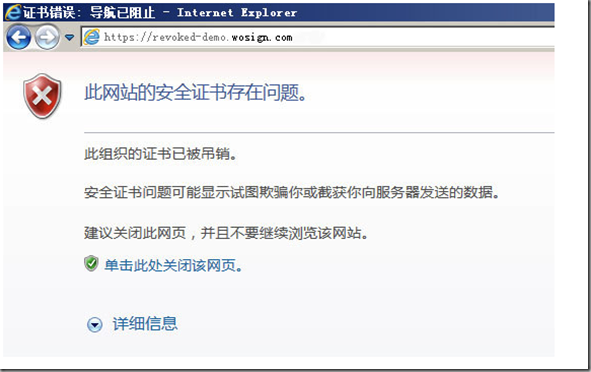 证书错误: 导航已阻止 - Internet Explorer
https://revoked-demo.wosign.com
此网站的安全证书存在问题。
此组织的证书已被吊销。
安全证书问题可能显示试图欺骗你或截获你向服务器发送的数据。
建议关闭此网页，并且不要继续浏览该网站。
单击此处关闭该网页。
详细信息